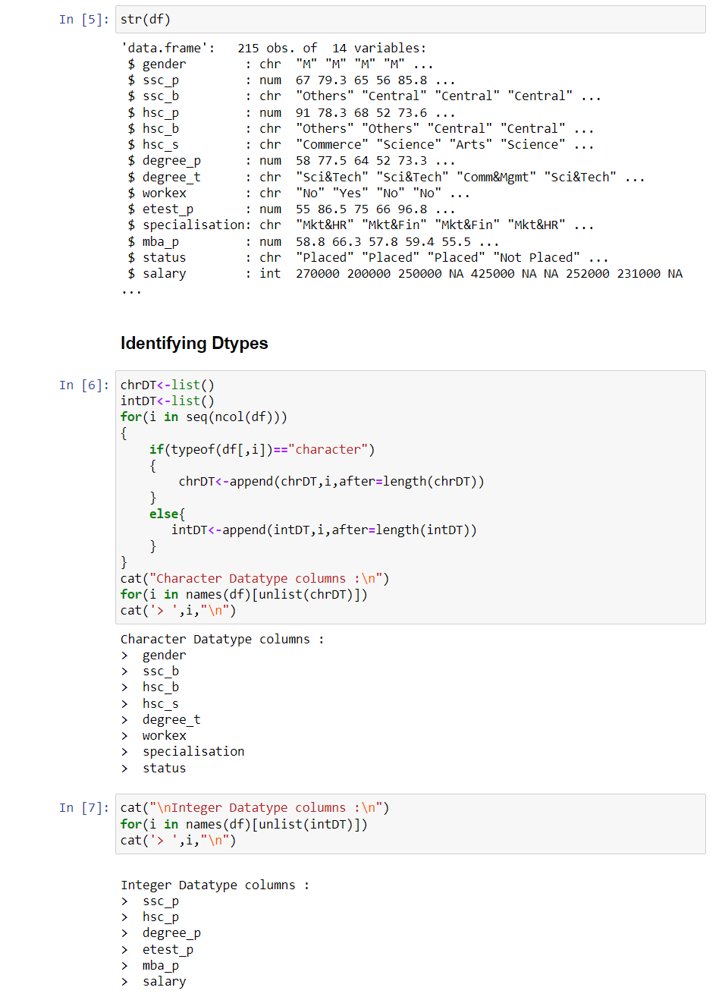 In [5]: str(df)
'data.frame':   215 obs. of  14 variables:
 $ gender        : chr  "M" "M" "M" "M" ...
 $ ssc_p         : num  67 79.3 65 56 85.8 ...
 $ ssc_b         : chr  "Others" "Central" "Central" "Central" ...
 $ hsc_p         : num  91 78.3 68 52 73.6 ...
 $ hsc_b         : chr  "Others" "Others" "Central" "Central" ...
 $ hsc_s         : chr  "Commerce" "Science" "Arts" "Science" ...
 $ degree_p      : num  58 77.5 64 52 73.3 ...
 $ degree_t      : chr  "Sci&Tech" "Sci&Tech" "Comm&Mgmt" "Sci&Tech" ...
 $ workex        : chr  "No" "Yes" "No" "No" ...
 $ etest_p       : num  55 86.5 75 66 96.8 ...
 $ specialisation: chr  "Mkt&HR" "Mkt&Fin" "Mkt&Fin" "Mkt&HR" ...
 $ mba_p         : num  58.8 66.3 57.8 59.4 55.5 ...
 $ status        : chr  "Placed" "Placed" "Placed" "Not Placed" ...
 $ salary        : int  270000 200000 250000 NA 425000 NA NA 252000 231000 NA
...
Identifying Dtypes
In [6]: chrDT<-list()
intDT<-list()
for(i in seq(ncol(df)))
{
    if(typeof(df[,i])=="character")
    {
        chrDT<-append(chrDT,i,after=length(chrDT))
    }
    else{
       intDT<-append(intDT,i,after=length(intDT))
    }
}
cat("Character Datatype columns :\n")
for(i in names(df)[unlist(chrDT)])
cat('> ',i,"\n")
Character Datatype columns :
>  gender
>  ssc_b
>  hsc_b
>  hsc_s
>  degree_t
>  workex
>  specialisation
>  status
In [7]: cat("\nInteger Datatype columns :\n")
for(i in names(df)[unlist(intDT)])
cat('> ',i,"\n")
Integer Datatype columns :
>  ssc_p
>  hsc_p
>  degree_p
>  etest_p
>  mba_p
>  salary